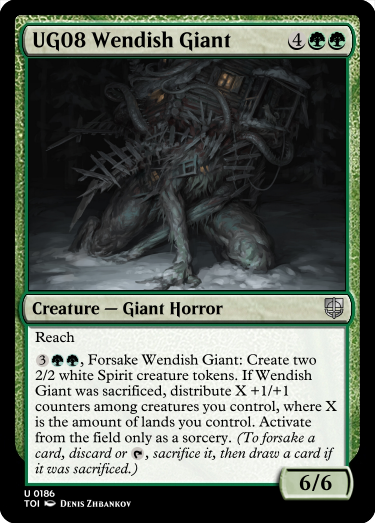 UG08 Wendish Giant 4
Creature — Giant Horror
Reach
3, Forsake Wendish Giant: Create two
2/2 white Spirit creature tokens. If Wendish
Giant was sacrificed, distribute X +1/+1
counters among creatures you control, where X
is the amount of lands you control. Activate
from the field only as a sorcery. (To forsake a
card, discard or , sacrifice it, then draw a card if
it was sacrificed.)
6/6
U 0186
TOI Denis Zhbankov